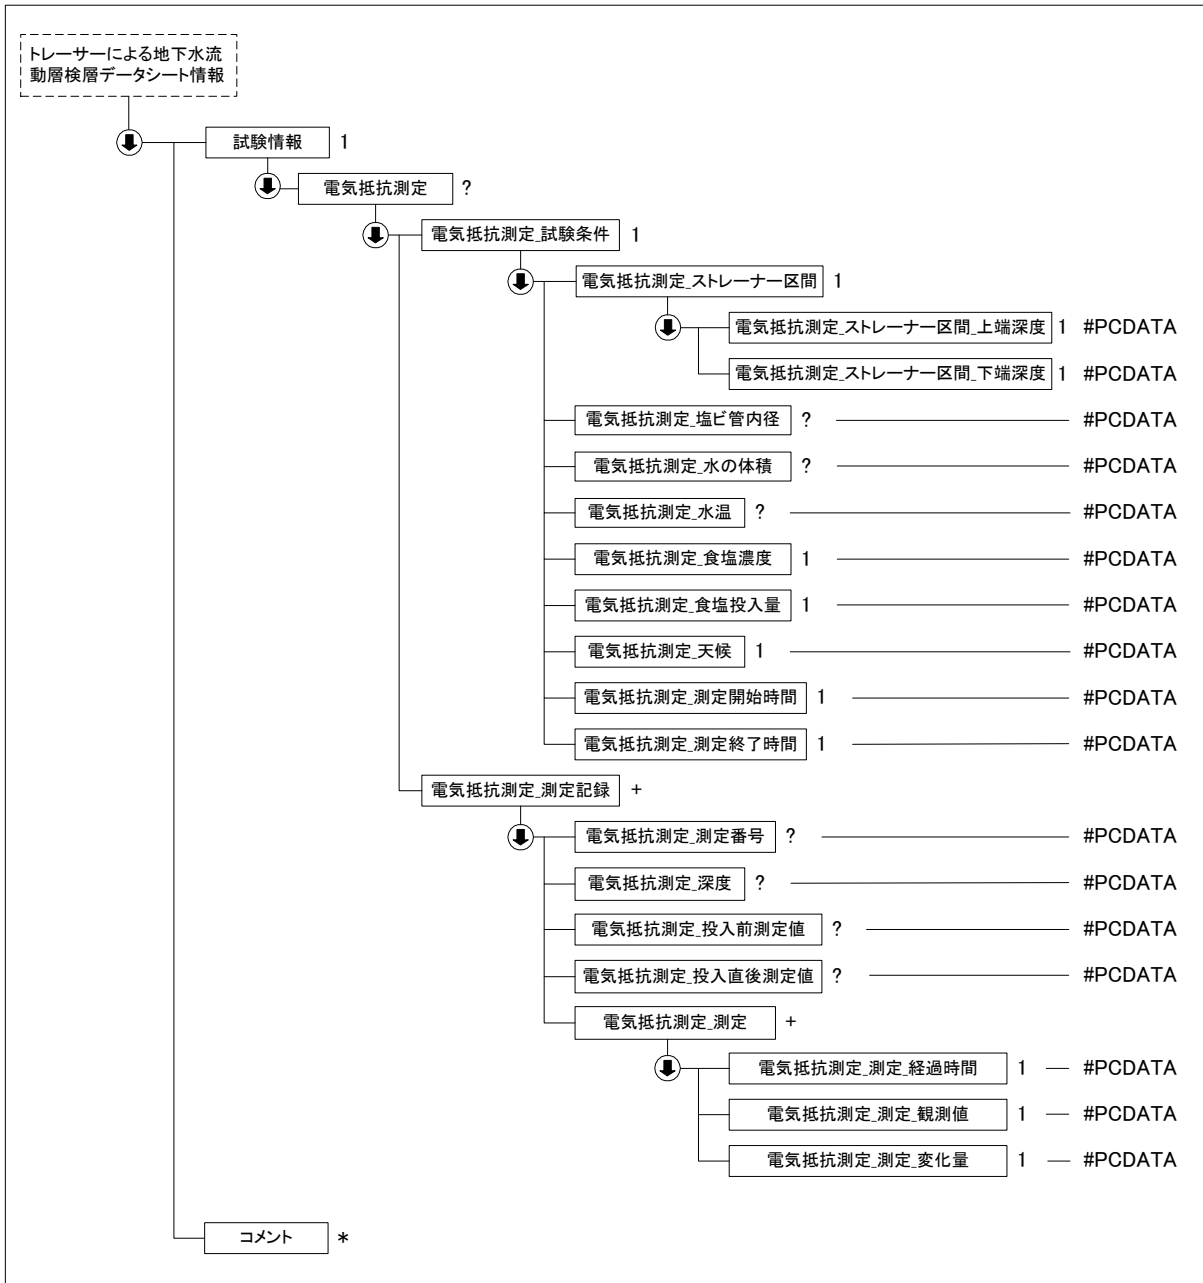 トレーサーによる地下水流
動層検層データシート情報
試験情報 1
電気抵抗測定 ?
電気抵抗測定_試験条件 1
電気抵抗測定_ストレーナー区間 1
電気抵抗測定_ストレーナー区間_上端深度 1 #PCDATA
電気抵抗測定_ストレーナー区間_下端深度 1 #PCDATA
電気抵抗測定_塩ビ管内径 ? #PCDATA
電気抵抗測定_水の体積 ? #PCDATA
電気抵抗測定_水温 ? #PCDATA
電気抵抗測定_食塩濃度 1 #PCDATA
電気抵抗測定_食塩投入量 1 #PCDATA
電気抵抗測定_天候 1 #PCDATA
電気抵抗測定_測定開始時間 1 #PCDATA
電気抵抗測定_測定終了時間 1 #PCDATA
電気抵抗測定_測定記録 +
電気抵抗測定_測定番号 ? #PCDATA
電気抵抗測定_深度 ? #PCDATA
電気抵抗測定_投入前測定値 ? #PCDATA
電気抵抗測定_投入直後測定値 ? #PCDATA
電気抵抗測定_測定 +
電気抵抗測定_測定_経過時間 1 #PCDATA
電気抵抗測定_測定_観測値 1 #PCDATA
電気抵抗測定_測定_変化量 1 #PCDATA
コメント *